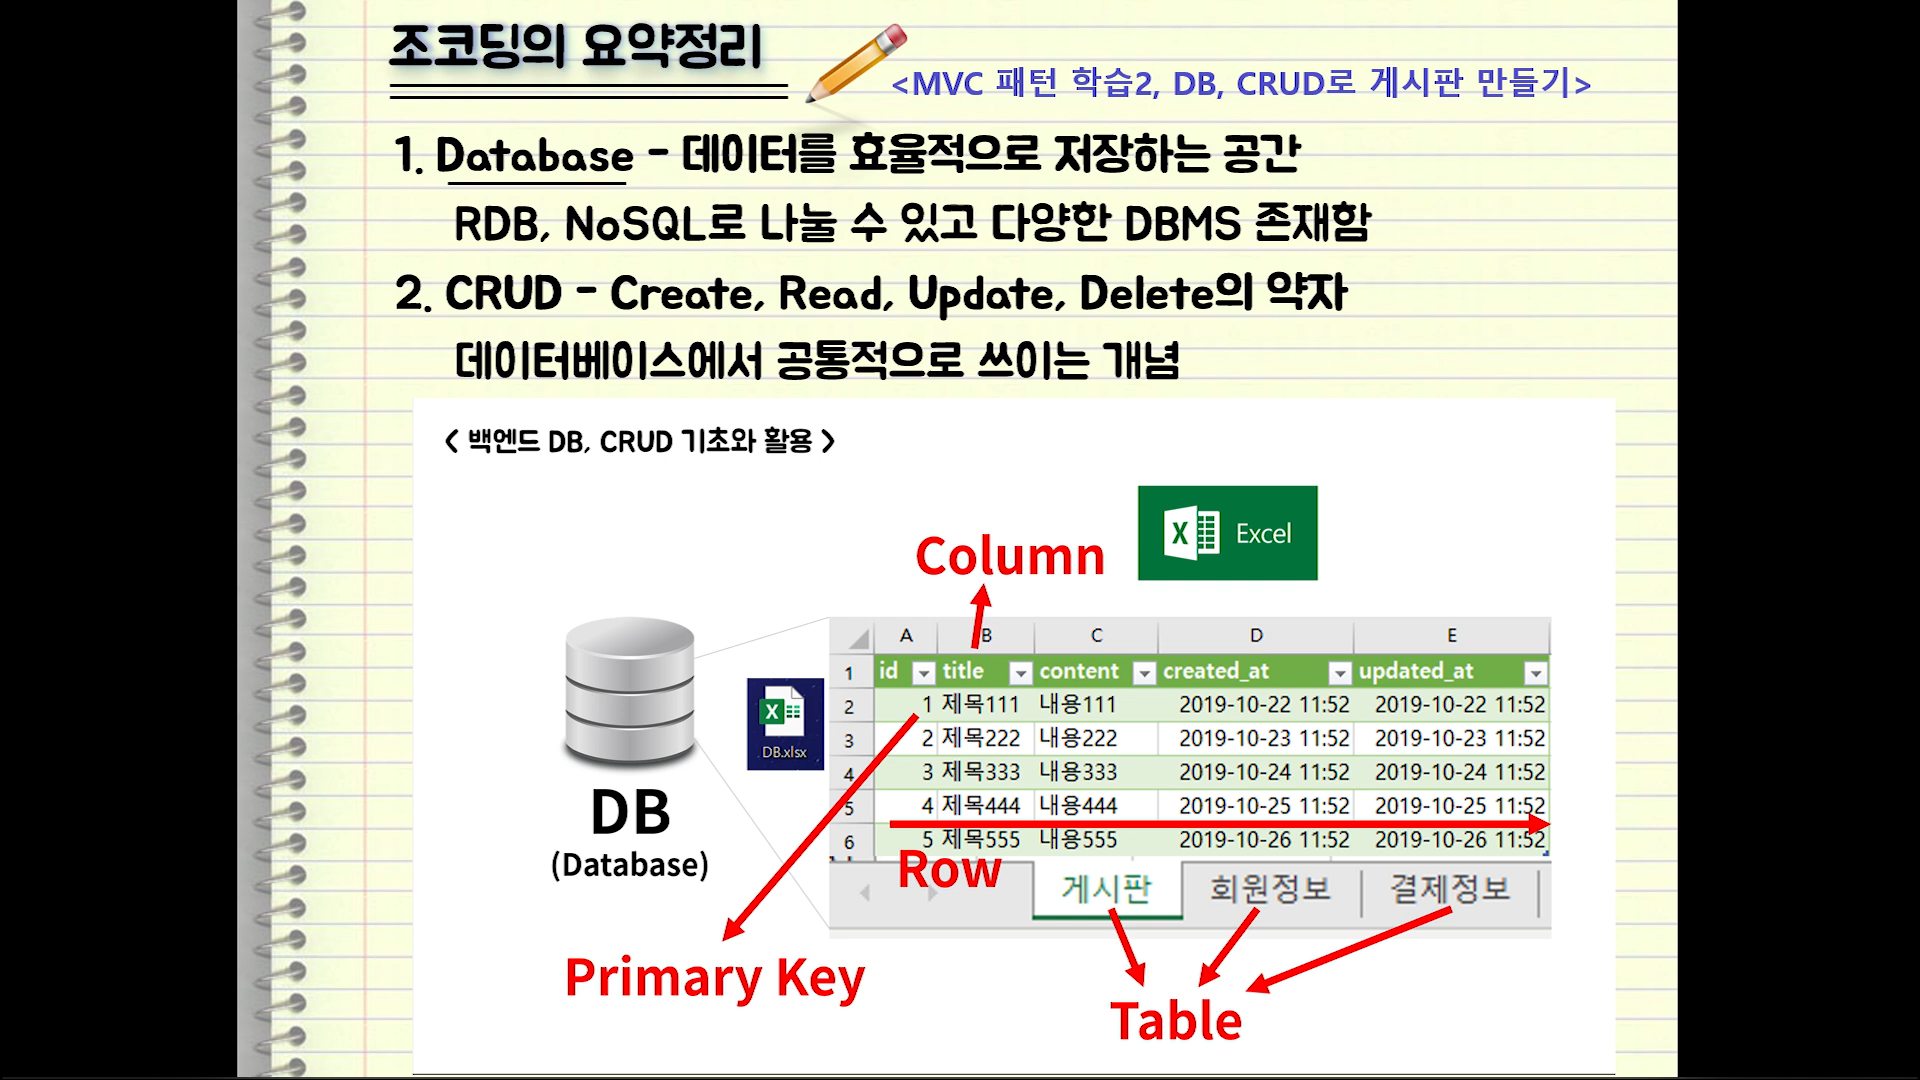 조코딩의 요약정리
<MVC 패턴 학습2, DB, CRUD로 게시판 만들기>
1. Database - 데이터를 효율적으로 저장하는 공간
RDB, NoSQL로 나눌 수 있고 다양한 DBMS 존재함
2. CRUD - Create, Read, Update, Delete의 약자
데이터베이스에서 공통적으로 쓰이는 개념
< 백엔드 DB, CRUD 기초와 활용 >
Excel
Column
A B C D E
1 id title content created_at updated_at
2 1 제목111 내용111 2019-10-22 11:52 2019-10-22 11:52
3 2 제목222 내용222 2019-10-23 11:52 2019-10-23 11:52
4 3 제목333 내용333 2019-10-24 11:52 2019-10-24 11:52
5 4 제목444 내용444 2019-10-25 11:52 2019-10-25 11:52
6 5 제목555 내용555 2019-10-26 11:52 2019-10-26 11:52
DB.xlsx
DB
(Database)
Row
게시판 회원정보 결제정보
Primary Key
Table